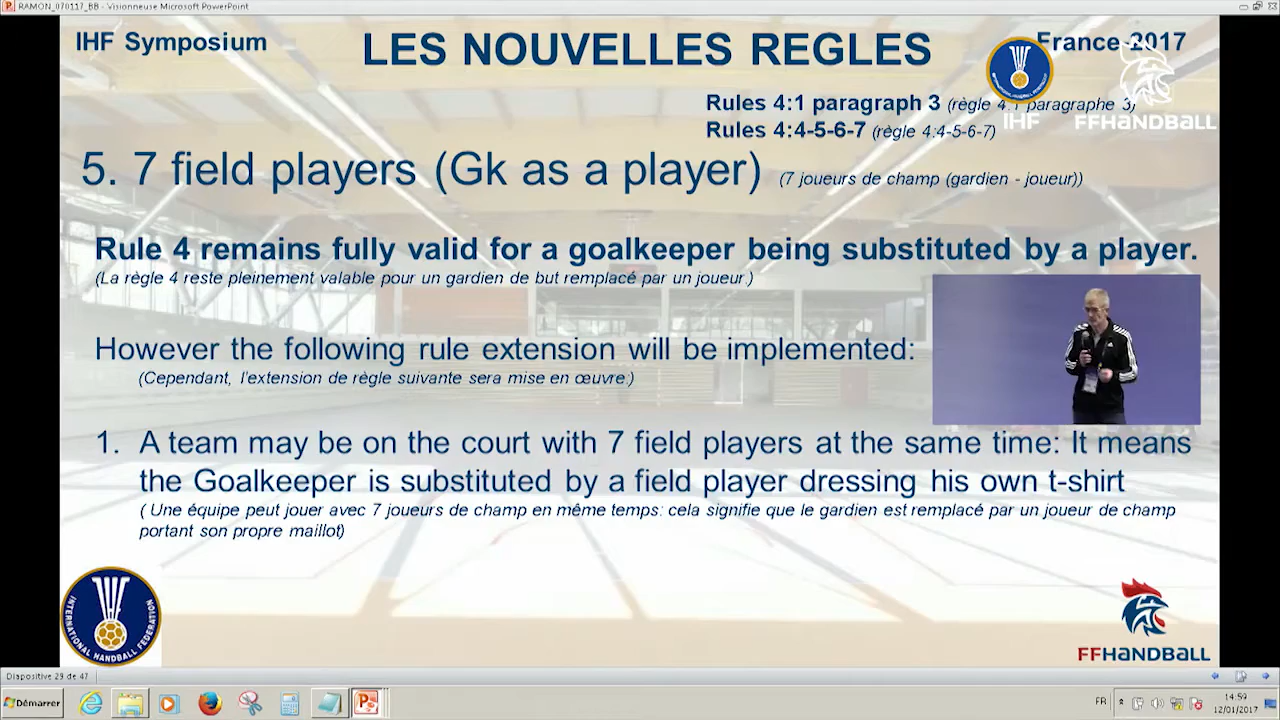 RAMON_070117_BB - Visionneuse Microsoft PowerPoint
IHF Symposium
LES NOUVELLES REGLES
France 2017
IHF
FFHANDBALL
Rules 4:1 paragraph 3 (règle 4:1 paragraphe 3)
Rules 4:4-5-6-7 (règle 4:4-5-6-7)
5. 7 field players (Gk as a player) (7 joueurs de champ (gardien - joueur))
Rule 4 remains fully valid for a goalkeeper being substituted by a player.
(La règle 4 reste pleinement valable pour un gardien de but remplacé par un joueur.)
However the following rule extension will be implemented:
(Cependant, l'extension de règle suivante sera mise en œuvre:)
1. A team may be on the court with 7 field players at the same time: It means
the Goalkeeper is substituted by a field player dressing his own t-shirt
( Une équipe peut jouer avec 7 joueurs de champ en même temps: cela signifie que le gardien est remplacé par un joueur de champ
portant son propre maillot)
INTERNATIONAL HANDBALL FEDERATION
FFHANDBALL
Diapositive 29 de 47
Démarrer
FR
14:59
12/01/2017